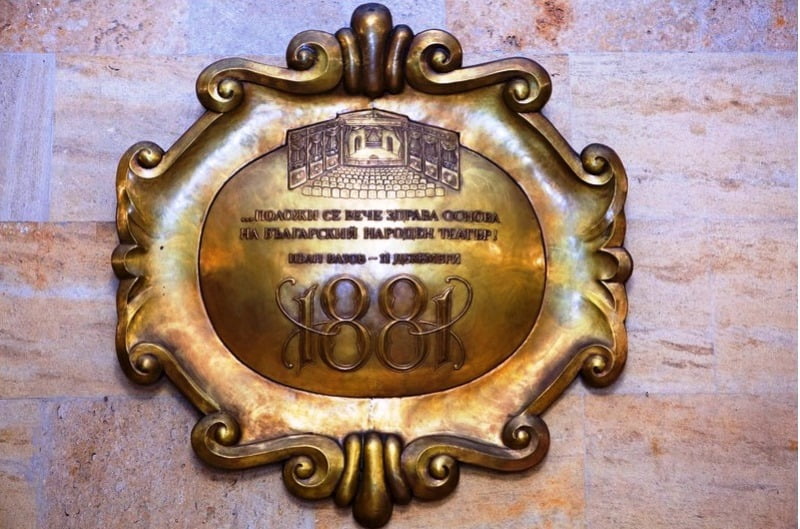 ...ПОЛОЖИ СЕ ВЕЧЕ ЗДРАВА ОСНОВА
НА БЪЛГАРСКИЙ НАРОДЕН ТЕАТЪР!
ИВАН ВАЗОВ - 11 ДЕКЕМВРИ
1881